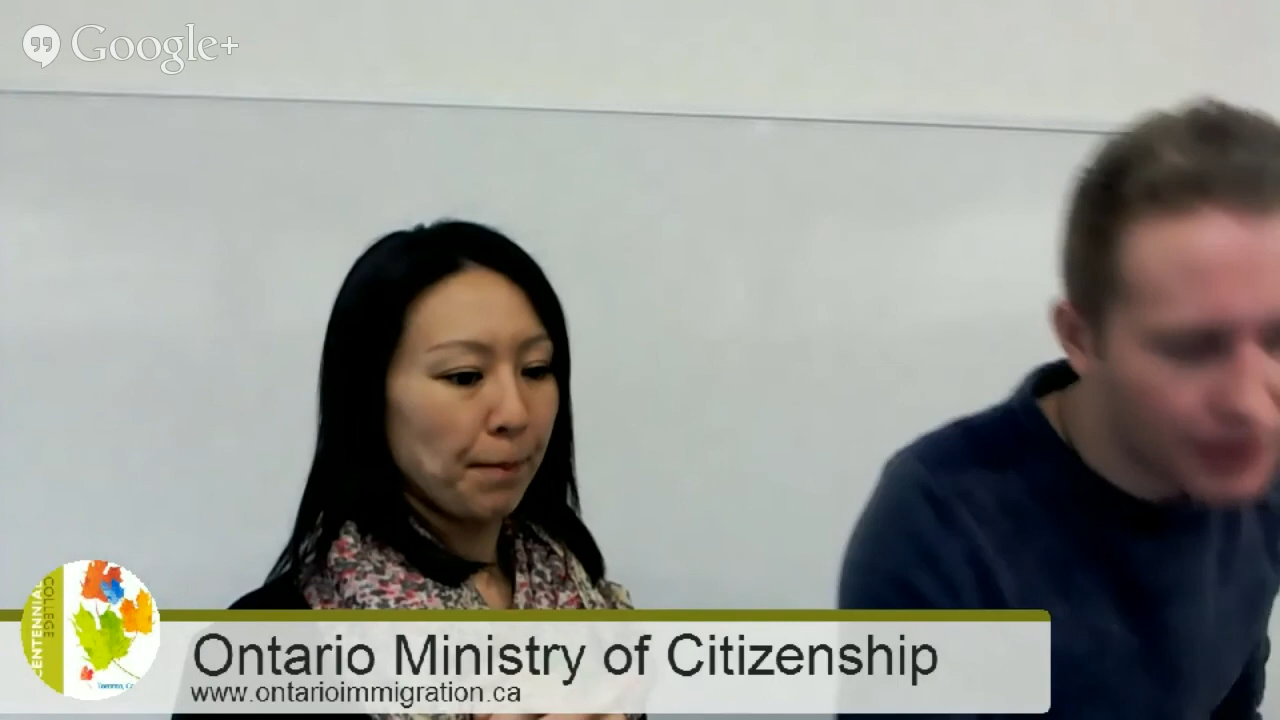 Google+
Ontario Ministry of Citizenship
www.ontarioimmigration.ca
CENTENNIAL
COLLEGE